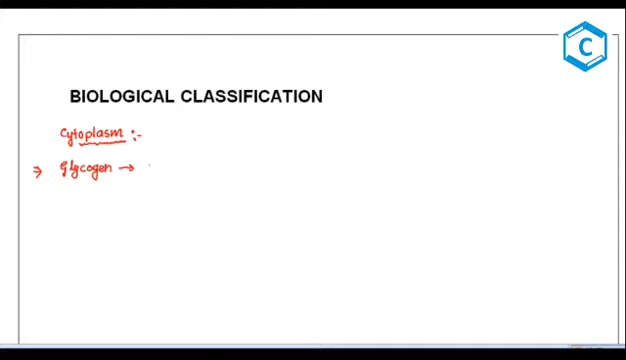 C
BIOLOGICAL CLASSIFICATION
Cytoplasm :-
⇒ Glycogen →